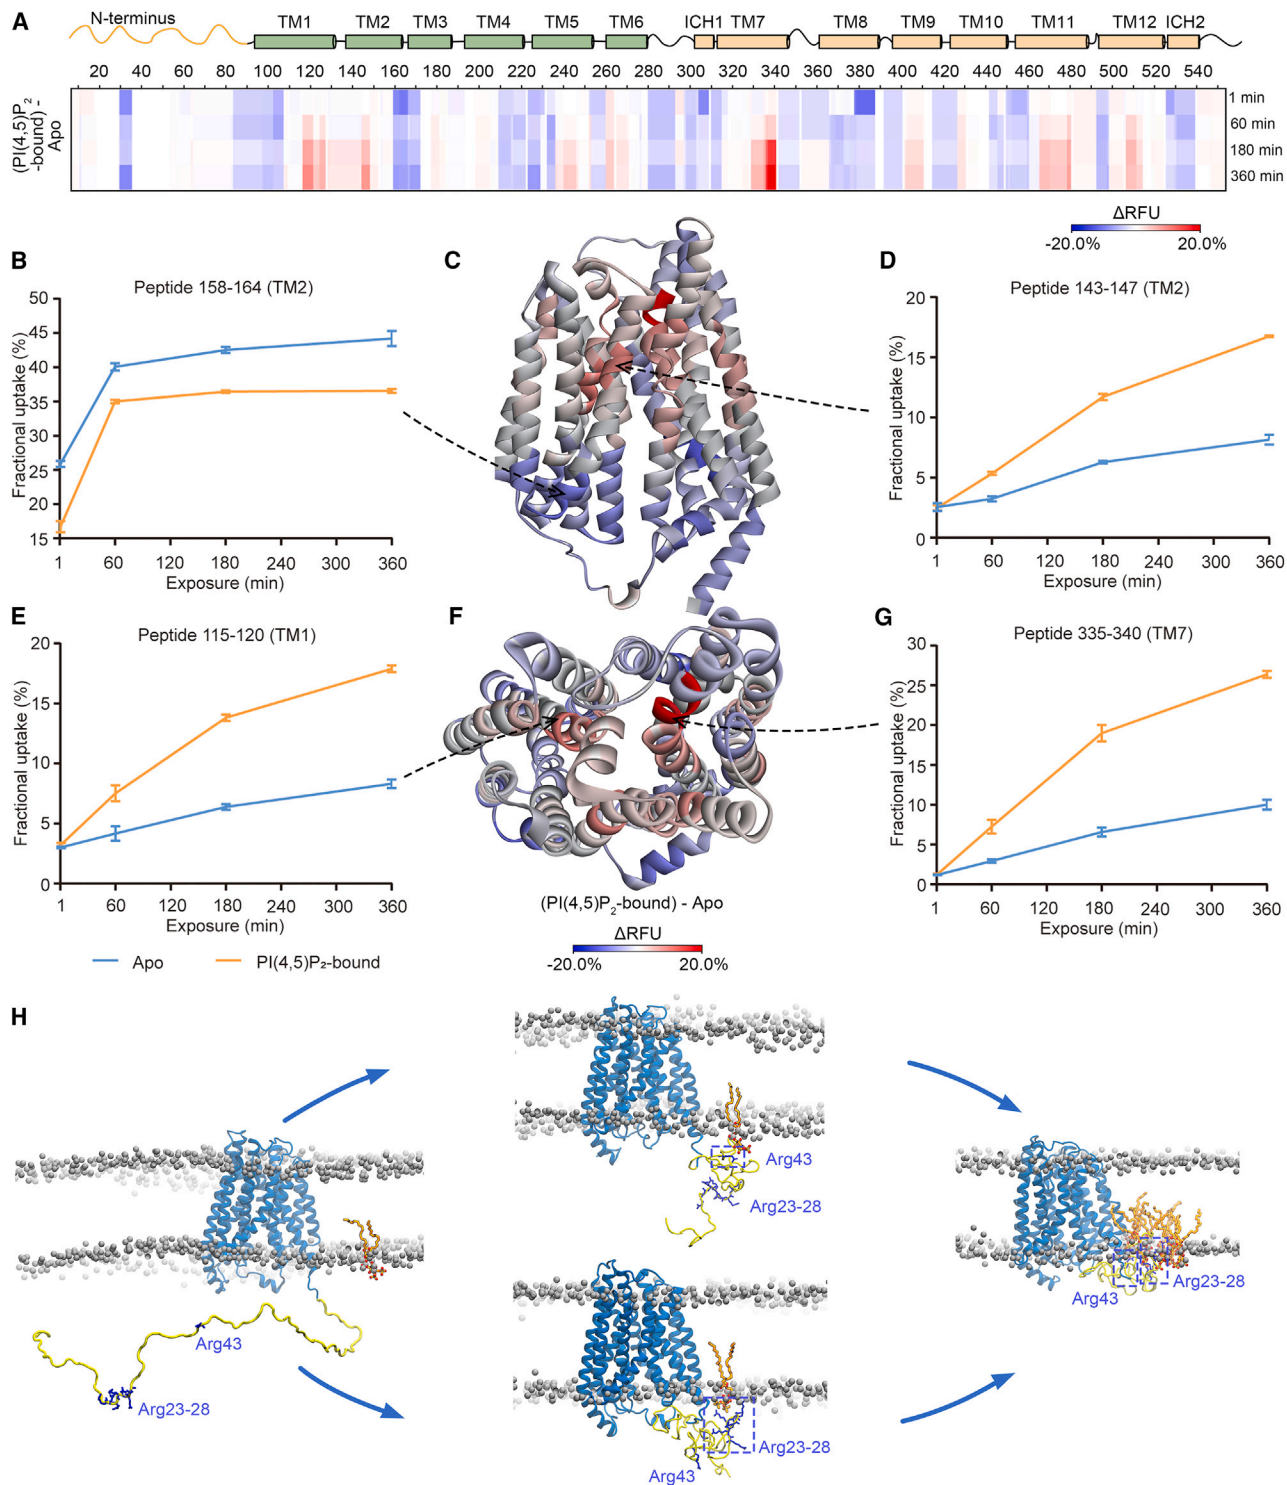 A
N-terminus
TM1 TM2 TM3 TM4 TM5 TM6 ICH1 TM7 TM8 TM9 TM10 TM11 TM12 ICH2
20 40 60 80 100 120 140 160 180 200 220 240 260 280 300 320 340 360 380 400 420 440 460 480 500 520 540
(PI(4,5)P₂
-bound) -
Apo
1 min
60 min
180 min
360 min
ΔRFU
-20.0% 20.0%
B
Peptide 158-164 (TM2)
Fractional uptake (%)
50
45
40
35
30
25
20
15
1 60 120 180 240 300 360
Exposure (min)
C
D
Peptide 143-147 (TM2)
Fractional uptake (%)
20
15
10
5
0
1 60 120 180 240 300 360
Exposure (min)
E
Peptide 115-120 (TM1)
Fractional uptake (%)
20
15
10
5
0
1 60 120 180 240 300 360
Exposure (min)
Apo PI(4,5)P₂-bound
F
(PI(4,5)P₂-bound) - Apo
ΔRFU
-20.0% 20.0%
G
Peptide 335-340 (TM7)
Fractional uptake (%)
30
25
20
15
10
5
0
1 60 120 180 240 300 360
Exposure (min)
H
Arg43
Arg23-28
Arg43
Arg23-28
Arg23-28
Arg43
Arg23-28
Arg43